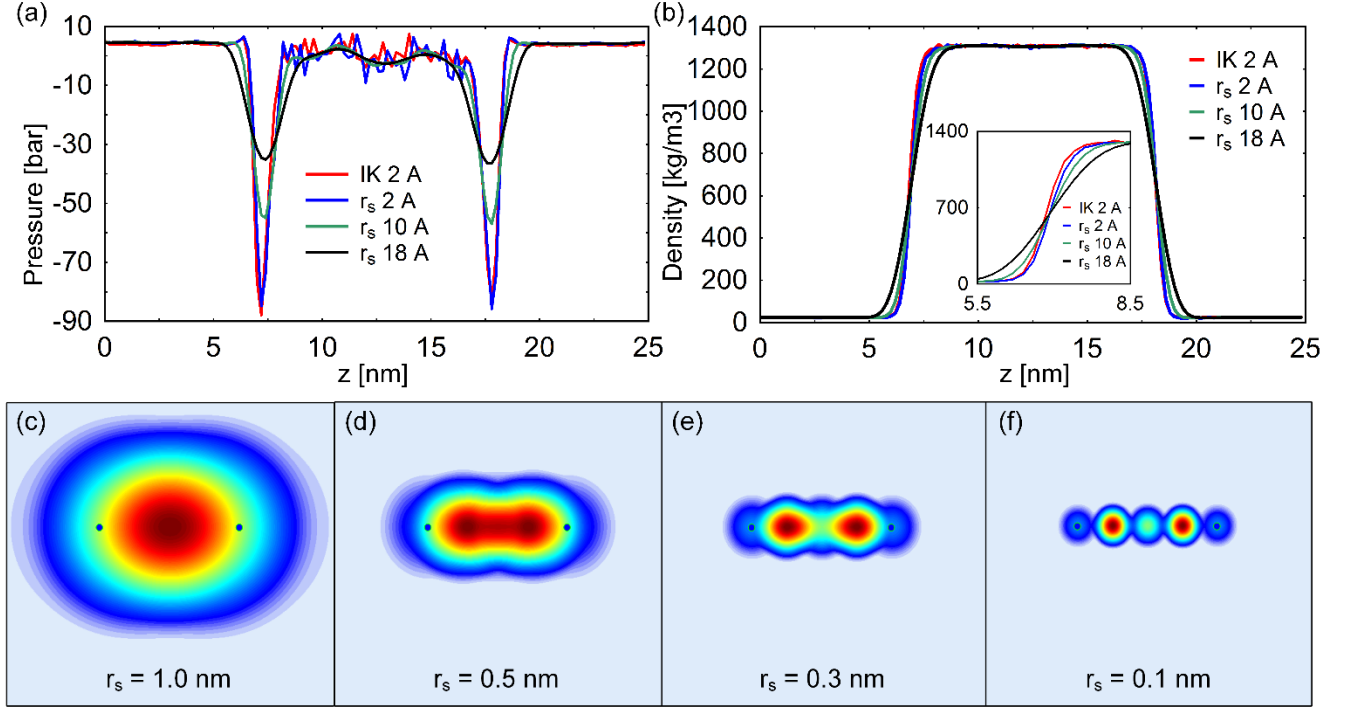 (a)
10
-10
-30
-50
-70
-90
Pressure [bar]
IK 2 A
rₛ 2 A
rₛ 10 A
rₛ 18 A
0
5
10
15
20
25
z [nm]
(b)
1400
1200
1000
800
600
400
200
0
Density [kg/m3]
IK 2 A
rₛ 2 A
rₛ 10 A
rₛ 18 A
1400
700
0
IK 2 A
rₛ 2 A
rₛ 10 A
rₛ 18 A
5.5
8.5
0
5
10
15
20
25
z [nm]
(c)
rₛ = 1.0 nm
(d)
rₛ = 0.5 nm
(e)
rₛ = 0.3 nm
(f)
rₛ = 0.1 nm